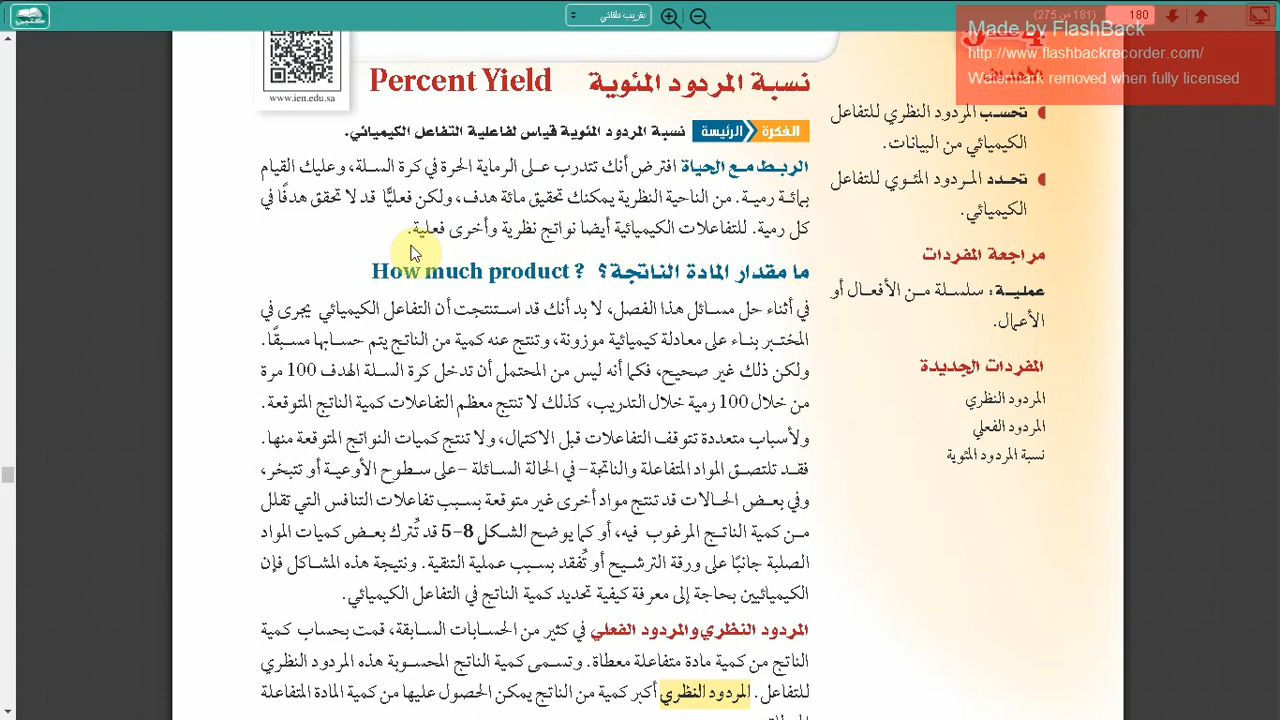 كتبي
تقريب تلقائي
180
(181 من 275)
Made by FlashBack
http://www.flashbackrecorder.com/
Watermark removed when fully licensed
www.ien.edu.sa
تحسب المردود النظري للتفاعل
الكيميائي من البيانات.
تحدد المردود المئوي للتفاعل
الكيميائي.
مراجعة المفردات
عملية: سلسلة من الأفعال أو
الأعمال.
المفردات الجديدة
المردود النظري
المردود الفعلي
نسبة المردود المئوية
نسبة المردود المئوية Percent Yield
الفكرة الرئيسة نسبة المردود المئوية قياس لفاعلية التفاعل الكيميائي.
الربط مع الحياة افترض أنك تتدرب على الرماية الحرة في كرة السلة، وعليك القيام
بمائة رمية. من الناحية النظرية يمكنك تحقيق مائة هدف، ولكن فعليًّا قد لا تحقق هدفًا في
كل رمية. للتفاعلات الكيميائية أيضا نواتج نظرية وأخرى فعلية.
ما مقدار المادة الناتجة؟ How much product ?
في أثناء حل مسائل هذا الفصل، لا بد أنك قد استنتجت أن التفاعل الكيميائي يجرى في
المختبر بناء على معادلة كيميائية موزونة، وتنتج عنه كمية من الناتج يتم حسابها مسبقًا.
ولكن ذلك غير صحيح، فكما أنه ليس من المحتمل أن تدخل كرة السلة الهدف 100 مرة
من خلال 100 رمية خلال التدريب، كذلك لا تنتج معظم التفاعلات كمية الناتج المتوقعة.
ولأسباب متعددة تتوقف التفاعلات قبل الاكتمال، ولا تنتج كميات النواتج المتوقعة منها.
فقد تلتصق المواد المتفاعلة والناتجة- في الحالة السائلة -على سطوح الأوعية أو تتبخر،
وفي بعض الحالات قد تنتج مواد أخرى غير متوقعة بسبب تفاعلات التنافس التي تقلل
من كمية الناتج المرغوب فيه، أو كما يوضح الشكل 8-5 قد تُترك بعض كميات المواد
الصلبة جانبًا على ورقة الترشيح أو تُفقد بسبب عملية التنقية. ونتيجة هذه المشاكل فإن
الكيميائيين بحاجة إلى معرفة كيفية تحديد كمية الناتج في التفاعل الكيميائي.
المردود النظري والمردود الفعلي في كثير من الحسابات السابقة، قمت بحساب كمية
الناتج من كمية مادة متفاعلة معطاة. وتسمى كمية الناتج المحسوبة هذه المردود النظري
للتفاعل. المردود النظري أكبر كمية من الناتج يمكن الحصول عليها من كمية المادة المتفاعلة